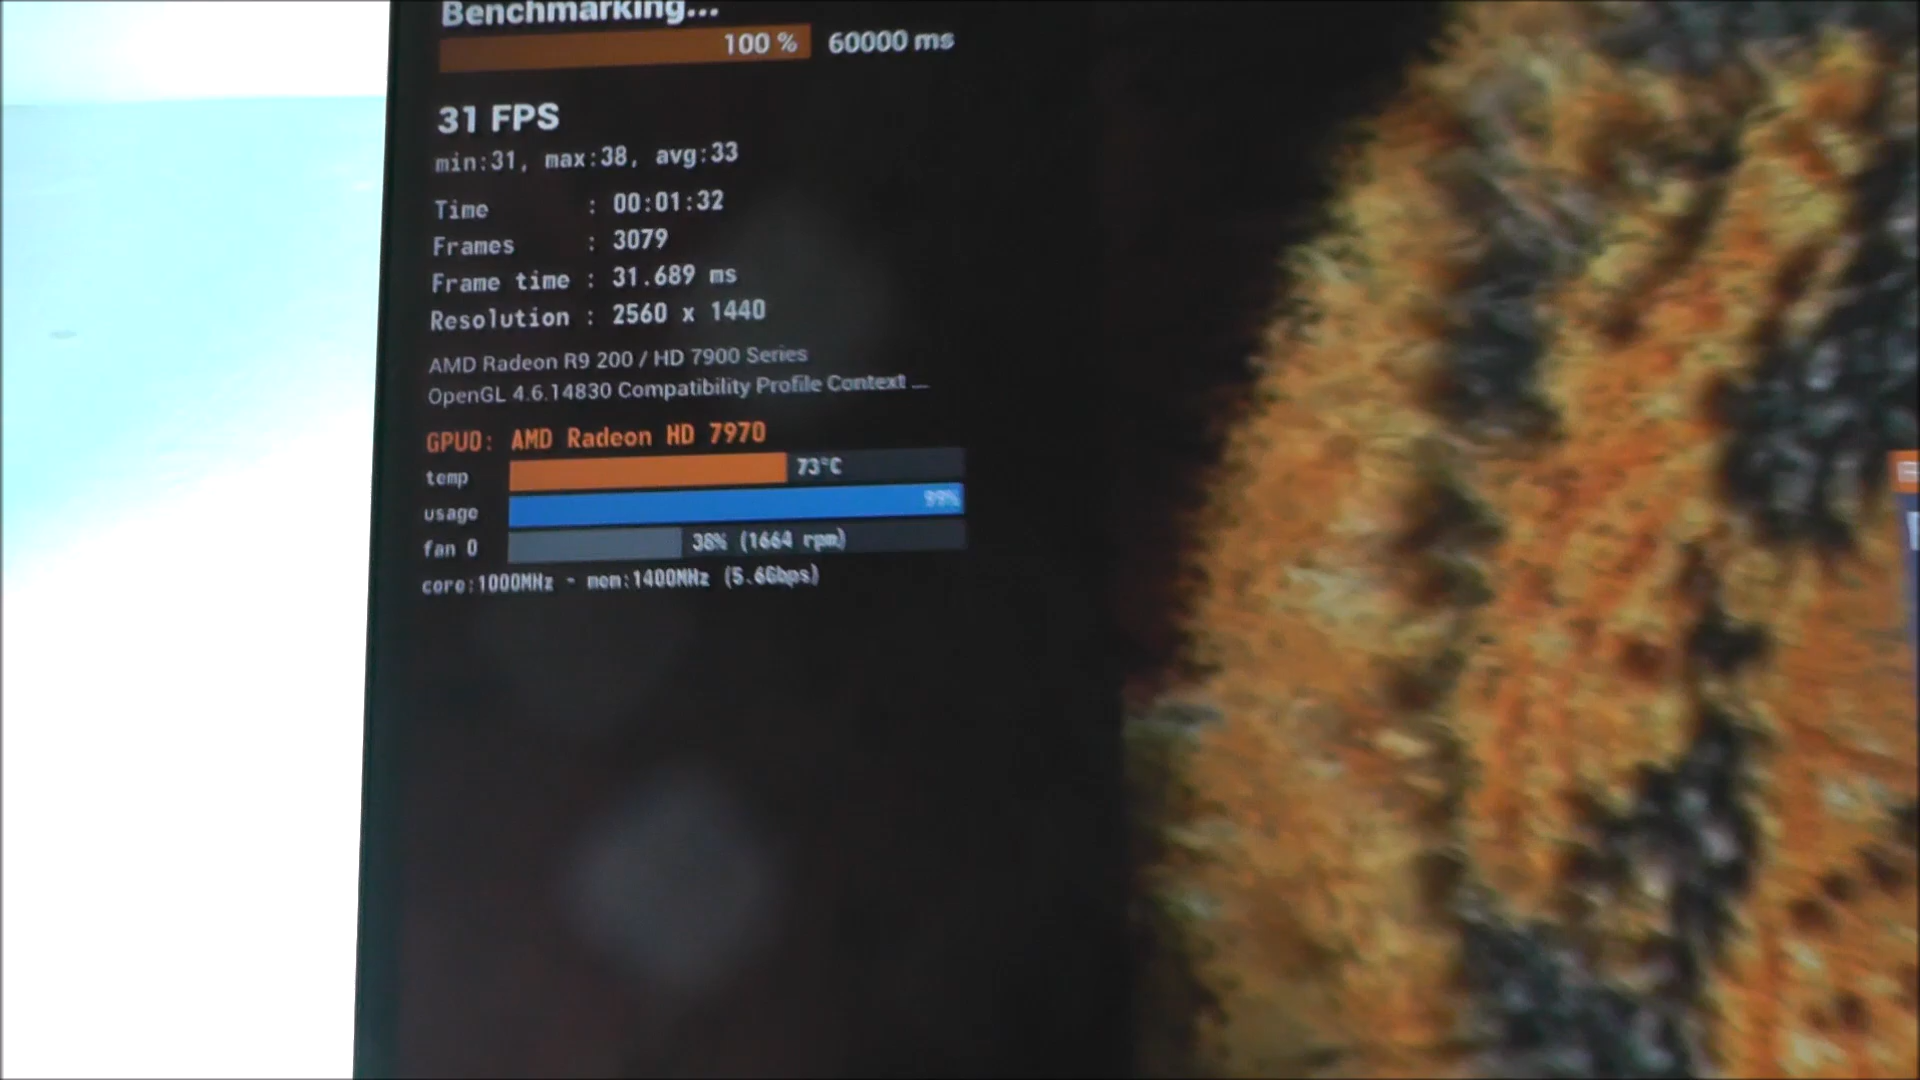 Benchmarking...
100 % 60000 ms
31 FPS
min:31, max:38, avg:33
Time : 00:01:32
Frames : 3079
Frame time : 31.689 ms
Resolution : 2560 x 1440
AMD Radeon R9 200 / HD 7900 Series
OpenGL 4.6.14830 Compatibility Profile Context ...
GPU0: AMD Radeon HD 7970
temp 73°C
usage 99%
fan 0 38% (1664 rpm)
core:1000MHz - mem:1400MHz (5.6Gbps)